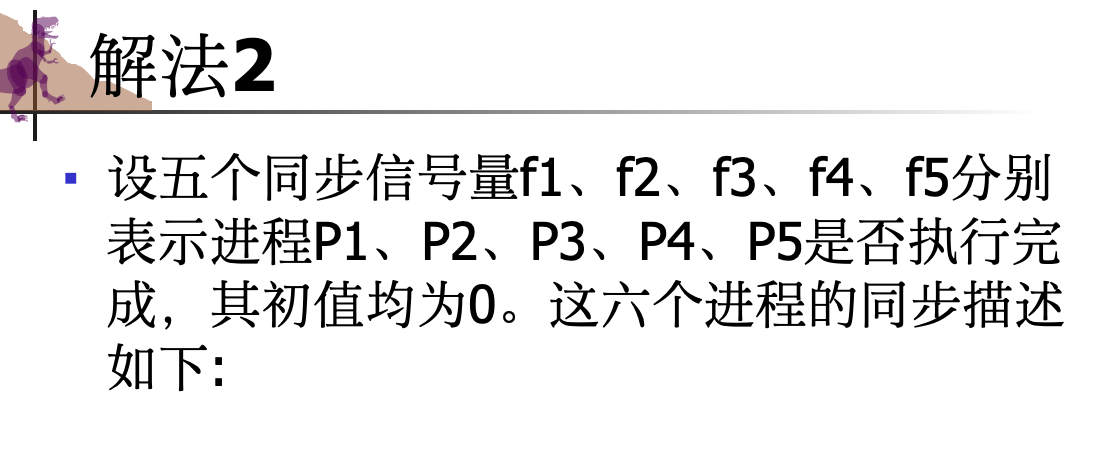 解法2
设五个同步信号量f1、f2、f3、f4、f5分别
表示进程P1、P2、P3、P4、P5是否执行完
成，其初值均为0。这六个进程的同步描述
如下: